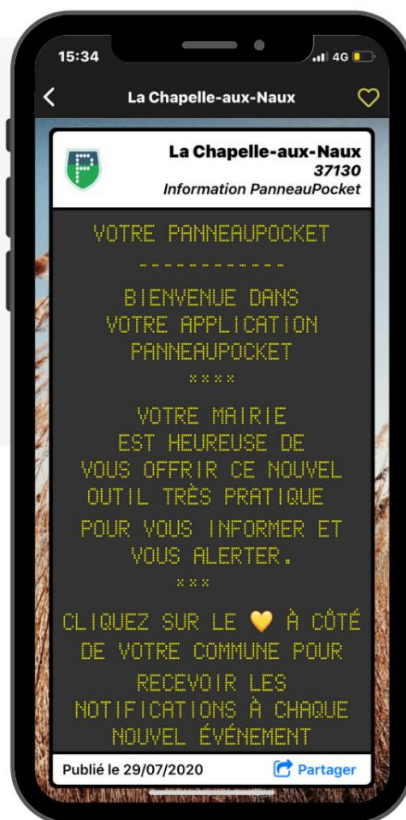 15:34
4G
La Chapelle-aux-Naux
P
La Chapelle-aux-Naux
37130
Information PanneauPocket
VOTRE PANNEAUPOCKET
------------
BIENVENUE DANS
VOTRE APPLICATION
PANNEAUPOCKET
xxxx
VOTRE MAIRIE
EST HEUREUSE DE
VOUS OFFRIR CE NOUVEL
OUTIL TRÈS PRATIQUE
POUR VOUS INFORMER ET
VOUS ALERTER.
xxx
CLIQUEZ SUR LE 💛 À CÔTÉ
DE VOTRE COMMUNE POUR
RECEVOIR LES
NOTIFICATIONS À CHAQUE
NOUVEL ÉVÉNEMENT
Publié le 29/07/2020
Partager